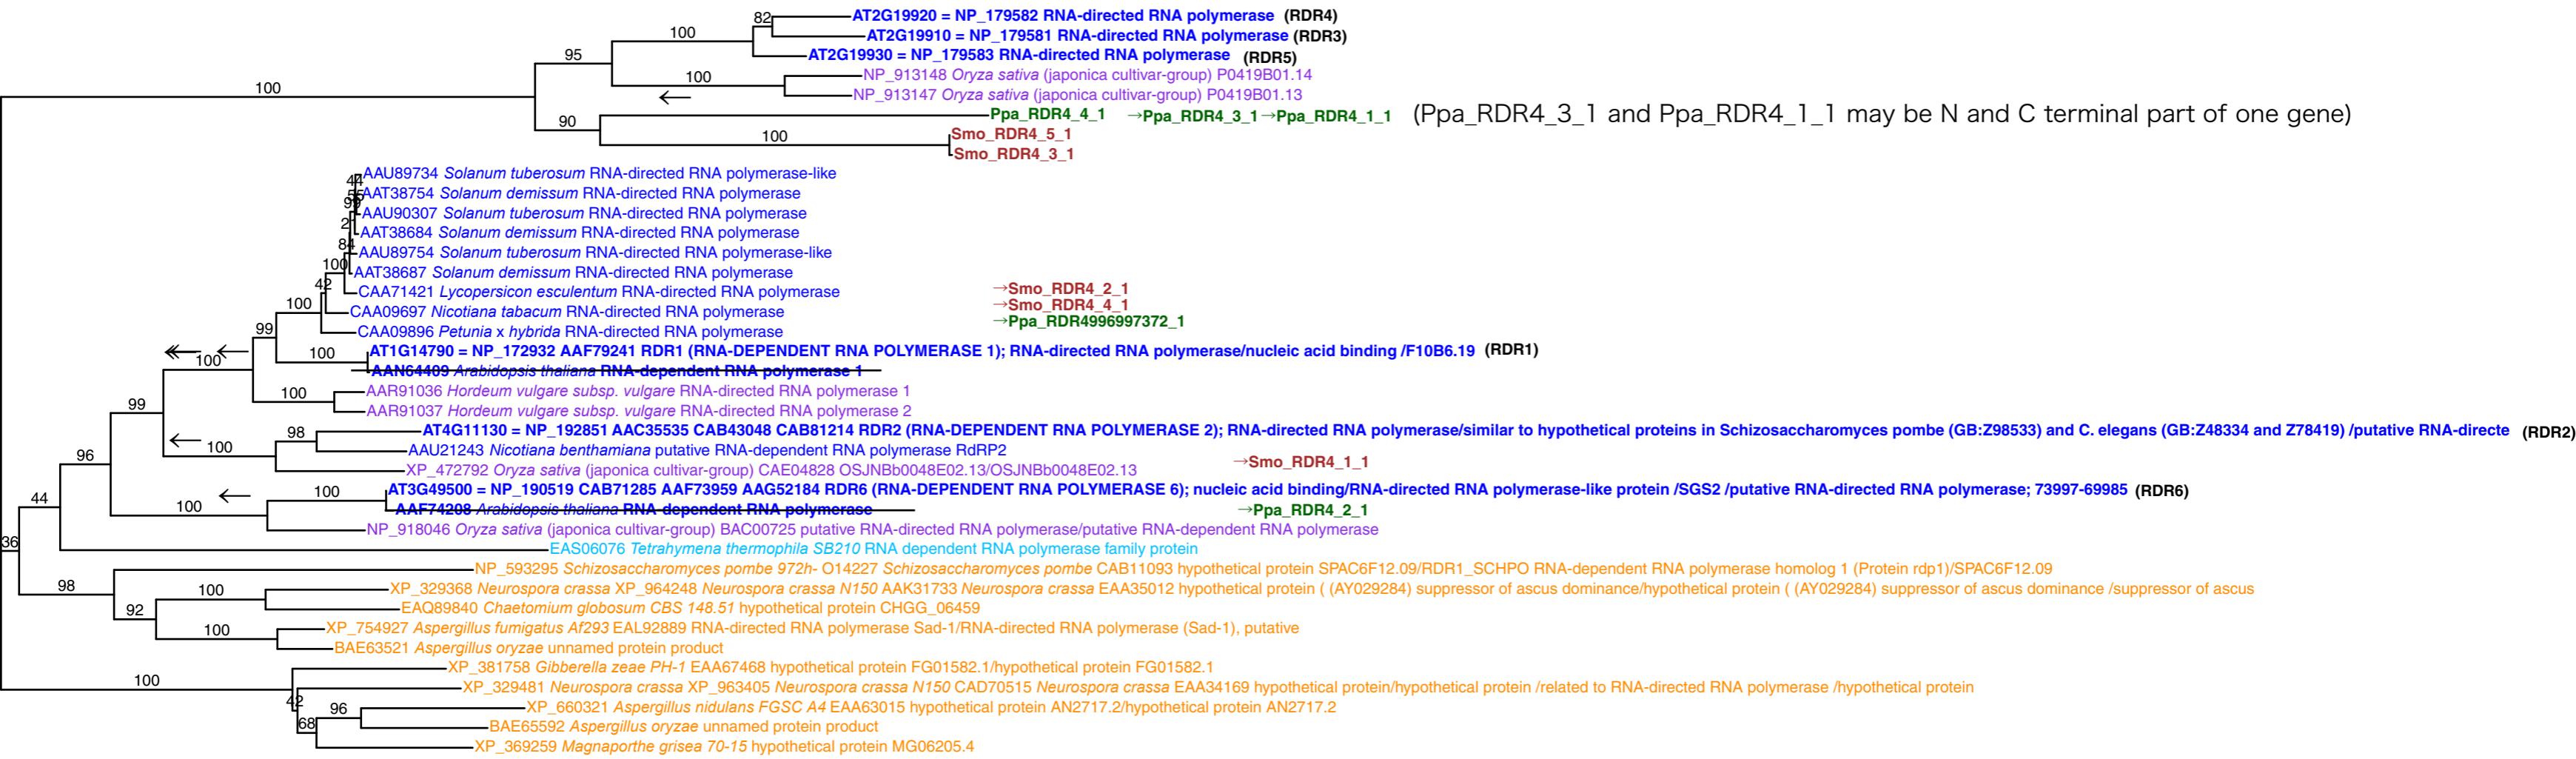 82 AT2G19920 = NP_179582 RNA-directed RNA polymerase (RDR4)
100 AT2G19910 = NP_179581 RNA-directed RNA polymerase (RDR3)
95 AT2G19930 = NP_179583 RNA-directed RNA polymerase (RDR5)
100 NP_913148 Oryza sativa (japonica cultivar-group) P0419B01.14
100 ← NP_913147 Oryza sativa (japonica cultivar-group) P0419B01.13
90 Ppa_RDR4_4_1 →Ppa_RDR4_3_1→Ppa_RDR4_1_1 (Ppa_RDR4_3_1 and Ppa_RDR4_1_1 may be N and C terminal part of one gene)
100 Smo_RDR4_5_1
Smo_RDR4_3_1
44 AAU89734 Solanum tuberosum RNA-directed RNA polymerase-like
AAT38754 Solanum demissum RNA-directed RNA polymerase
99 AAU90307 Solanum tuberosum RNA-directed RNA polymerase
AAT38684 Solanum demissum RNA-directed RNA polymerase
84 AAU89754 Solanum tuberosum RNA-directed RNA polymerase-like
100 AAT38687 Solanum demissum RNA-directed RNA polymerase
42 CAA71421 Lycopersicon esculentum RNA-directed RNA polymerase →Smo_RDR4_2_1
→Smo_RDR4_4_1
100 CAA09697 Nicotiana tabacum RNA-directed RNA polymerase →Ppa_RDR4996997372_1
99 CAA09896 Petunia x hybrida RNA-directed RNA polymerase
← ← 100 100 AT1G14790 = NP_172932 AAF79241 RDR1 (RNA-DEPENDENT RNA POLYMERASE 1); RNA-directed RNA polymerase/nucleic acid binding /F10B6.19 (RDR1)
AAN64409 Arabidopsis thaliana RNA-dependent RNA polymerase 1
100 AAR91036 Hordeum vulgare subsp. vulgare RNA-directed RNA polymerase 1
99 AAR91037 Hordeum vulgare subsp. vulgare RNA-directed RNA polymerase 2
98 AT4G11130 = NP_192851 AAC35535 CAB43048 CAB81214 RDR2 (RNA-DEPENDENT RNA POLYMERASE 2); RNA-directed RNA polymerase/similar to hypothetical proteins in Schizosaccharomyces pombe (GB:Z98533) and C. elegans (GB:Z48334 and Z78419) /putative RNA-directe (RDR2)
← 100 AAU21243 Nicotiana benthamiana putative RNA-dependent RNA polymerase RdRP2
96 XP_472792 Oryza sativa (japonica cultivar-group) CAE04828 OSJNBb0048E02.13/OSJNBb0048E02.13 →Smo_RDR4_1_1
44 ← 100 AT3G49500 = NP_190519 CAB71285 AAF73959 AAG52184 RDR6 (RNA-DEPENDENT RNA POLYMERASE 6); nucleic acid binding/RNA-directed RNA polymerase-like protein /SGS2 /putative RNA-directed RNA polymerase; 73997-69985 (RDR6)
100 AAF74208 Arabidopsis thaliana RNA-dependent RNA polymerase →Ppa_RDR4_2_1
NP_918046 Oryza sativa (japonica cultivar-group) BAC00725 putative RNA-directed RNA polymerase/putative RNA-dependent RNA polymerase
36 EAS06076 Tetrahymena thermophila SB210 RNA dependent RNA polymerase family protein
NP_593295 Schizosaccharomyces pombe 972h- O14227 Schizosaccharomyces pombe CAB11093 hypothetical protein SPAC6F12.09/RDR1_SCHPO RNA-dependent RNA polymerase homolog 1 (Protein rdp1)/SPAC6F12.09
98 100 XP_329368 Neurospora crassa XP_964248 Neurospora crassa N150 AAK31733 Neurospora crassa EAA35012 hypothetical protein ( (AY029284) suppressor of ascus dominance/hypothetical protein ( (AY029284) suppressor of ascus dominance /suppressor of ascus
92 EAQ89840 Chaetomium globosum CBS 148.51 hypothetical protein CHGG_06459
100 XP_754927 Aspergillus fumigatus Af293 EAL92889 RNA-directed RNA polymerase Sad-1/RNA-directed RNA polymerase (Sad-1), putative
BAE63521 Aspergillus oryzae unnamed protein product
100 XP_381758 Gibberella zeae PH-1 EAA67468 hypothetical protein FG01582.1/hypothetical protein FG01582.1
42 XP_329481 Neurospora crassa XP_963405 Neurospora crassa N150 CAD70515 Neurospora crassa EAA34169 hypothetical protein/hypothetical protein /related to RNA-directed RNA polymerase /hypothetical protein
96 XP_660321 Aspergillus nidulans FGSC A4 EAA63015 hypothetical protein AN2717.2/hypothetical protein AN2717.2
68 BAE65592 Aspergillus oryzae unnamed protein product
XP_369259 Magnaporthe grisea 70-15 hypothetical protein MG06205.4